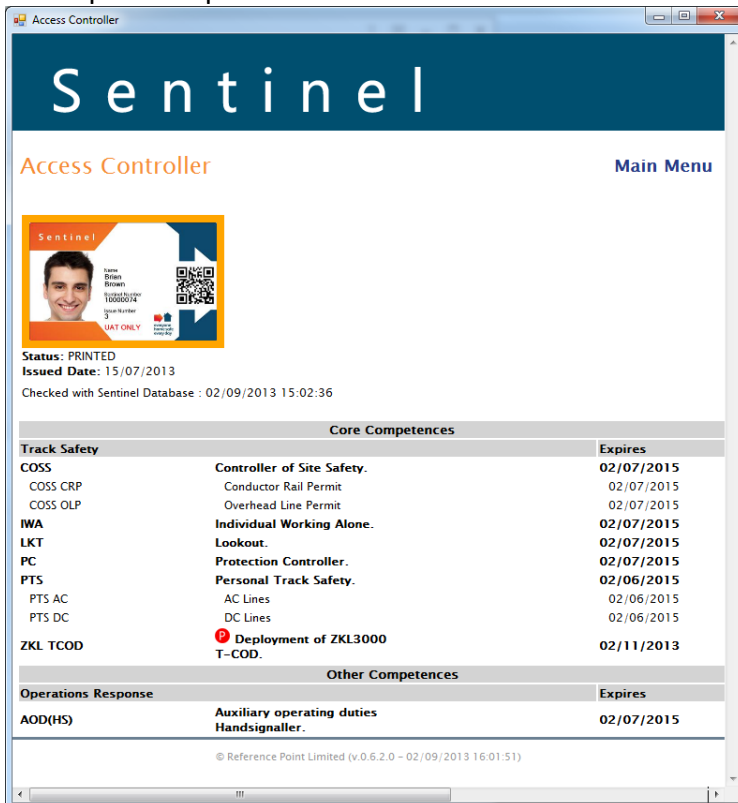 Access Controller
Sentinel
Access Controller
Main Menu
Sentinel
Name
Brian
Brown
Sentinel Number
10000074
Issue Number
3
UAT ONLY
everyone
home safe
every day
Status: PRINTED
Issued Date: 15/07/2013
Checked with Sentinel Database : 02/09/2013 15:02:36
Core Competences
Track Safety Expires
COSS Controller of Site Safety. 02/07/2015
COSS CRP Conductor Rail Permit 02/07/2015
COSS OLP Overhead Line Permit 02/07/2015
IWA Individual Working Alone. 02/07/2015
LKT Lookout. 02/07/2015
PC Protection Controller. 02/07/2015
PTS Personal Track Safety. 02/06/2015
PTS AC AC Lines 02/06/2015
PTS DC DC Lines 02/06/2015
ZKL TCOD P Deployment of ZKL3000 T-COD. 02/11/2013
Other Competences
Operations Response Expires
AOD(HS) Auxiliary operating duties Handsignaller. 02/07/2015
© Reference Point Limited (v.0.6.2.0 – 02/09/2013 16:01:51)